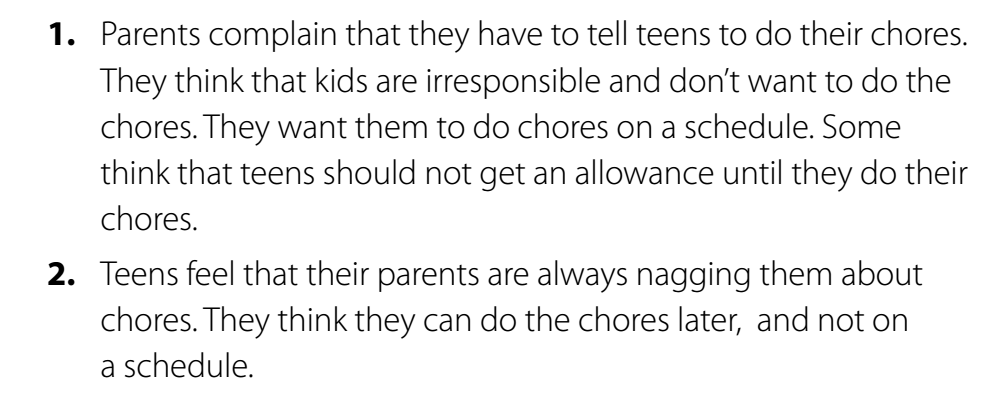 1. Parents complain that they have to tell teens to do their chores.
They think that kids are irresponsible and don’t want to do the
chores. They want them to do chores on a schedule. Some
think that teens should not get an allowance until they do their
chores.
2. Teens feel that their parents are always nagging them about
chores. They think they can do the chores later, and not on
a schedule.